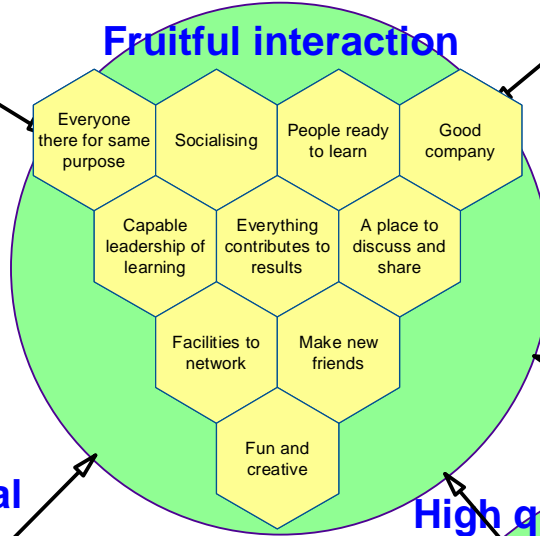 Fruitful interaction
Everyone
there for same
purpose
Socialising
People ready
to learn
Good
company
Capable
leadership of
learning
Everything
contributes to
results
A place to
discuss and
share
Facilities to
network
Make new
friends
Fun and
creative
al
High q